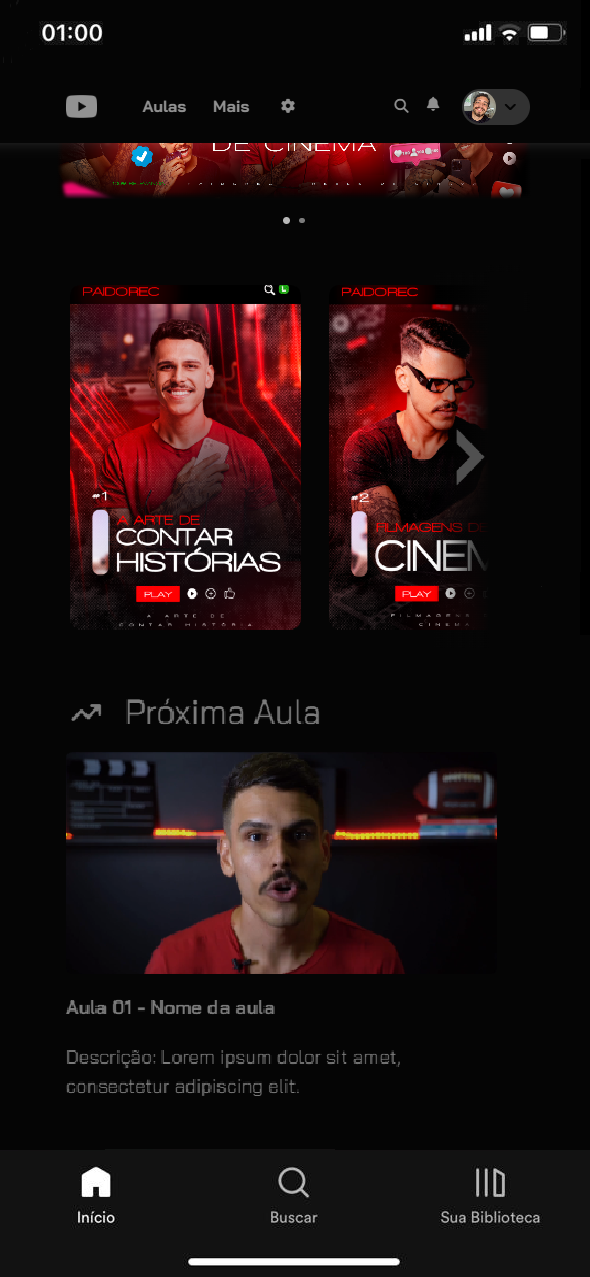 01:00
Aulas Mais
DE CINEMA
PAIDOREC
L
#1
A ARTE DE
CONTAR
HISTÓRIAS
PLAY
A ARTE DE
CONTAR HISTÓRIA
PAIDOREC
#2
FILMAGENS DE
CINEM
PLAY
FILMAGENS
CINEMA
Próxima Aula
Aula 01 - Nome da aula
Descrição: Lorem ipsum dolor sit amet,
consectetur adipiscing elit.
Início Buscar Sua Biblioteca